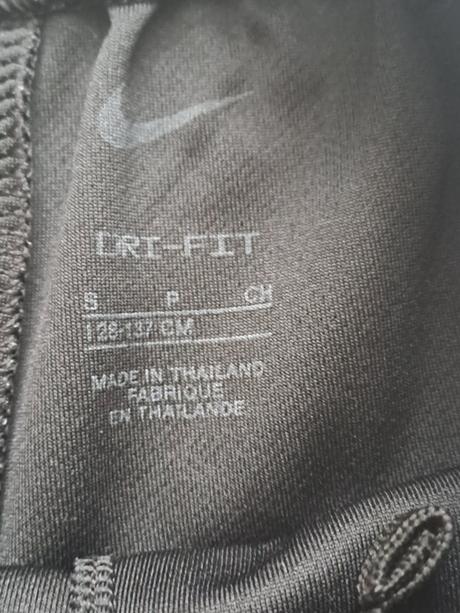 DRI-FIT
S P CH
128-137 CM
MADE IN THAILAND
FABRIQUE
EN THAILANDE